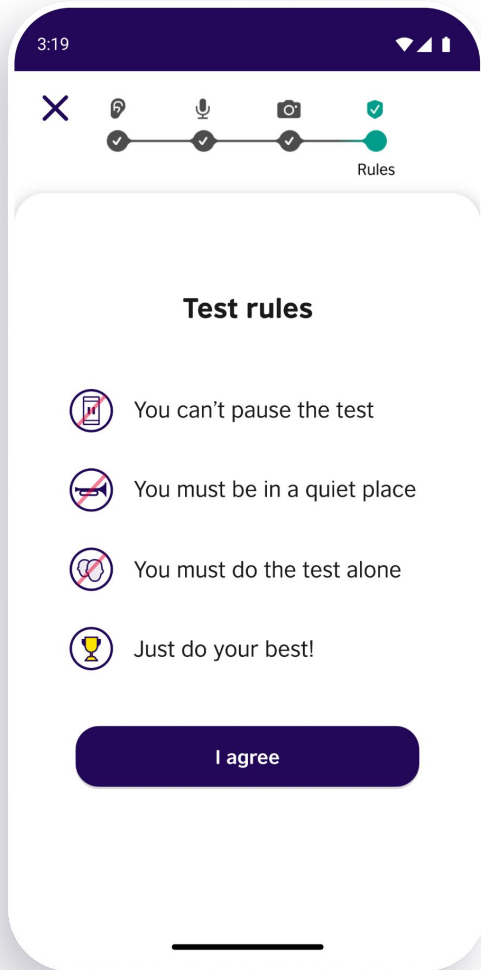 3:19
Rules
Test rules
You can’t pause the test
You must be in a quiet place
You must do the test alone
Just do your best!
I agree